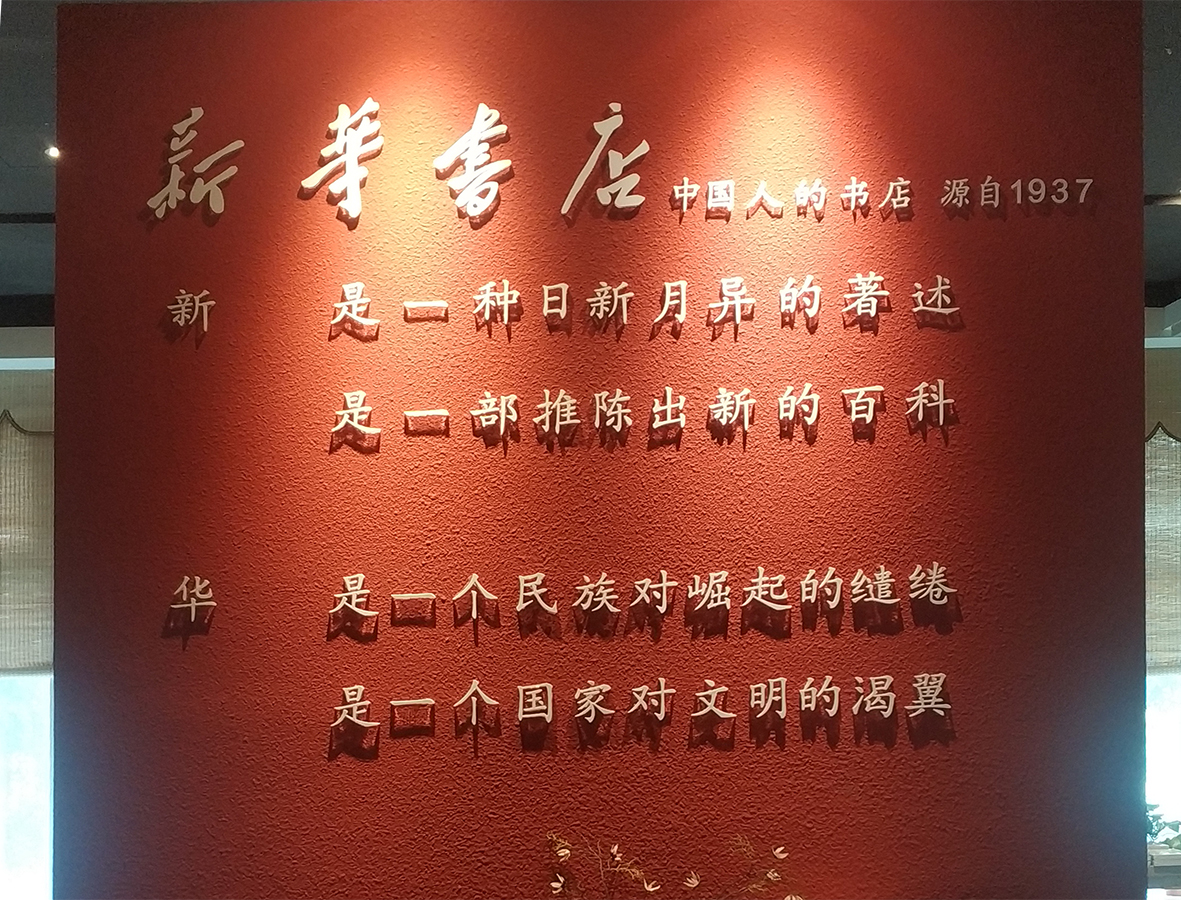 新華書店 中国人的书店 源自1937
新 是一种日新月异的著述
是一部推陈出新的百科
华 是一个民族对崛起的缱绻
是一个国家对文明的渴翼